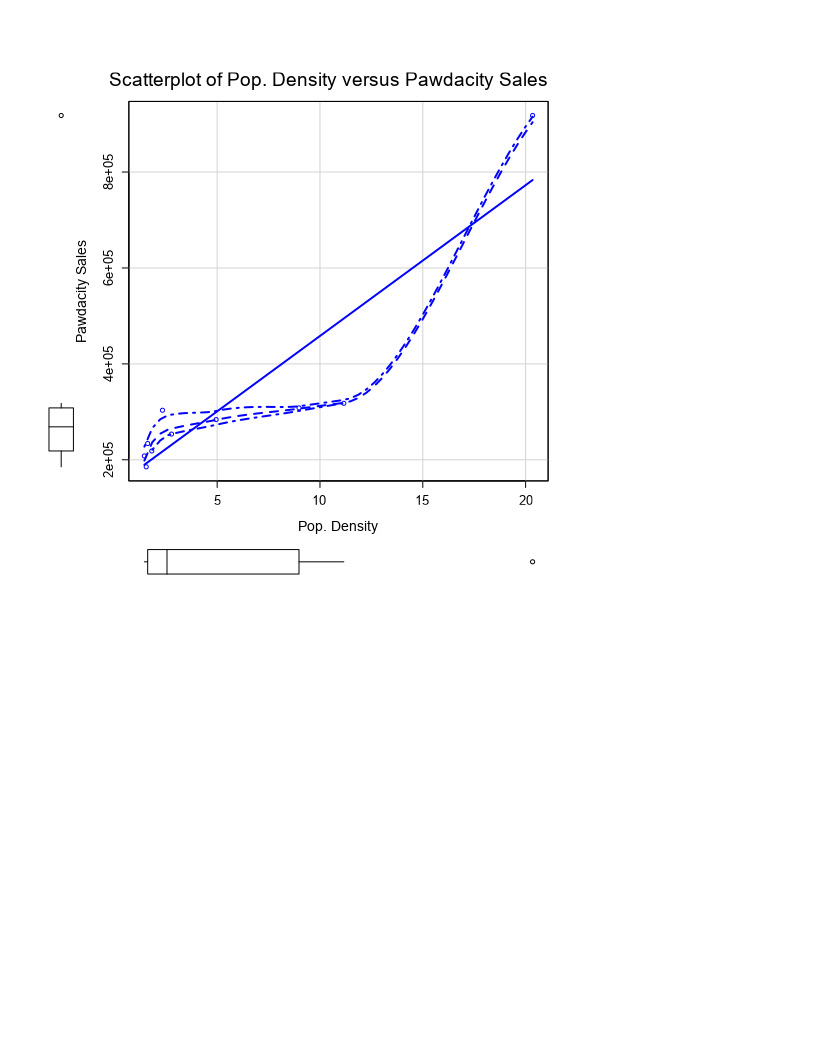 Scatterplot of Pop. Density versus Pawdacity Sales
8e+05
6e+05
4e+05
2e+05
Pawdacity Sales
5 10 15 20
Pop. Density